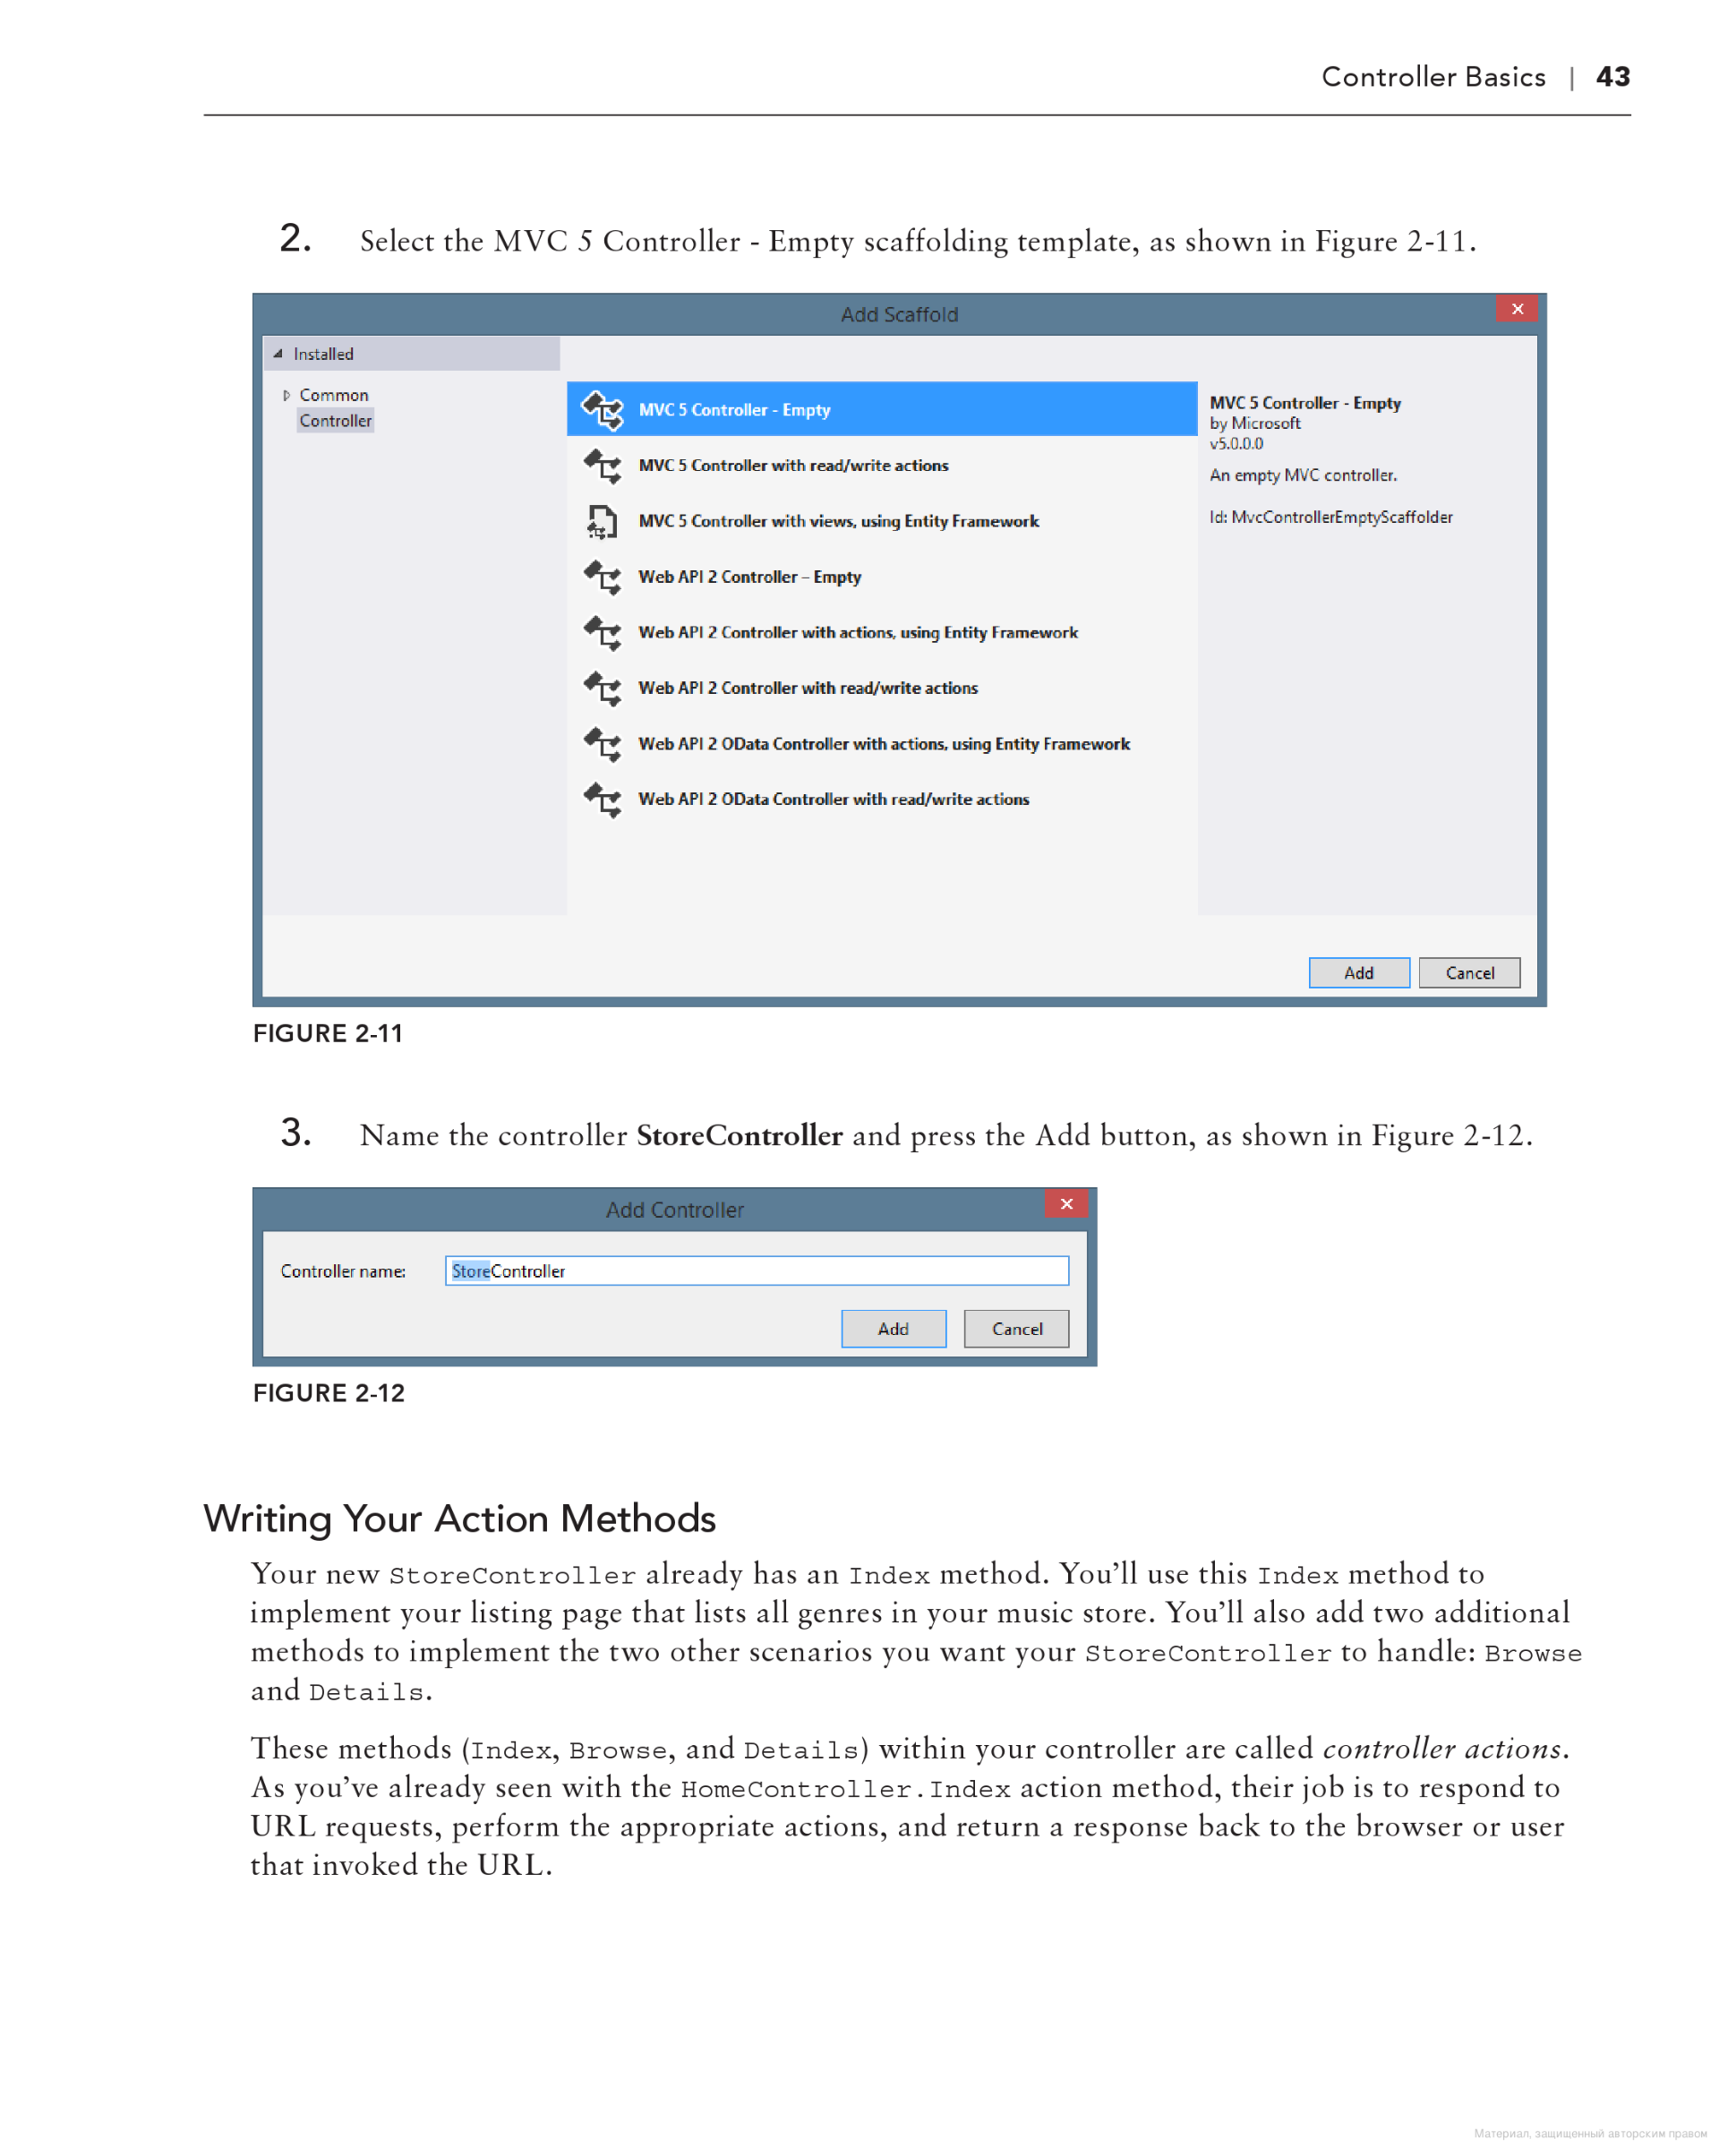 Controller Basics | 43
2. Select the MVC 5 Controller - Empty scaffolding template, as shown in Figure 2-11.
Add Scaffold
Installed
Common
Controller
MVC 5 Controller - Empty
MVC 5 Controller with read/write actions
MVC 5 Controller with views, using Entity Framework
Web API 2 Controller – Empty
Web API 2 Controller with actions, using Entity Framework
Web API 2 Controller with read/write actions
Web API 2 OData Controller with actions, using Entity Framework
Web API 2 OData Controller with read/write actions
MVC 5 Controller - Empty
by Microsoft
v5.0.0.0
An empty MVC controller.
Id: MvcControllerEmptyScaffolder
Add
Cancel
FIGURE 2-11
3. Name the controller StoreController and press the Add button, as shown in Figure 2-12.
Add Controller
Controller name:
StoreController
Add
Cancel
FIGURE 2-12
Writing Your Action Methods
Your new StoreController already has an Index method. You’ll use this Index method to
implement your listing page that lists all genres in your music store. You’ll also add two additional
methods to implement the two other scenarios you want your StoreController to handle: Browse
and Details.
These methods (Index, Browse, and Details) within your controller are called controller actions.
As you’ve already seen with the HomeController.Index action method, their job is to respond to
URL requests, perform the appropriate actions, and return a response back to the browser or user
that invoked the URL.
Материал, защищенный авторским правом